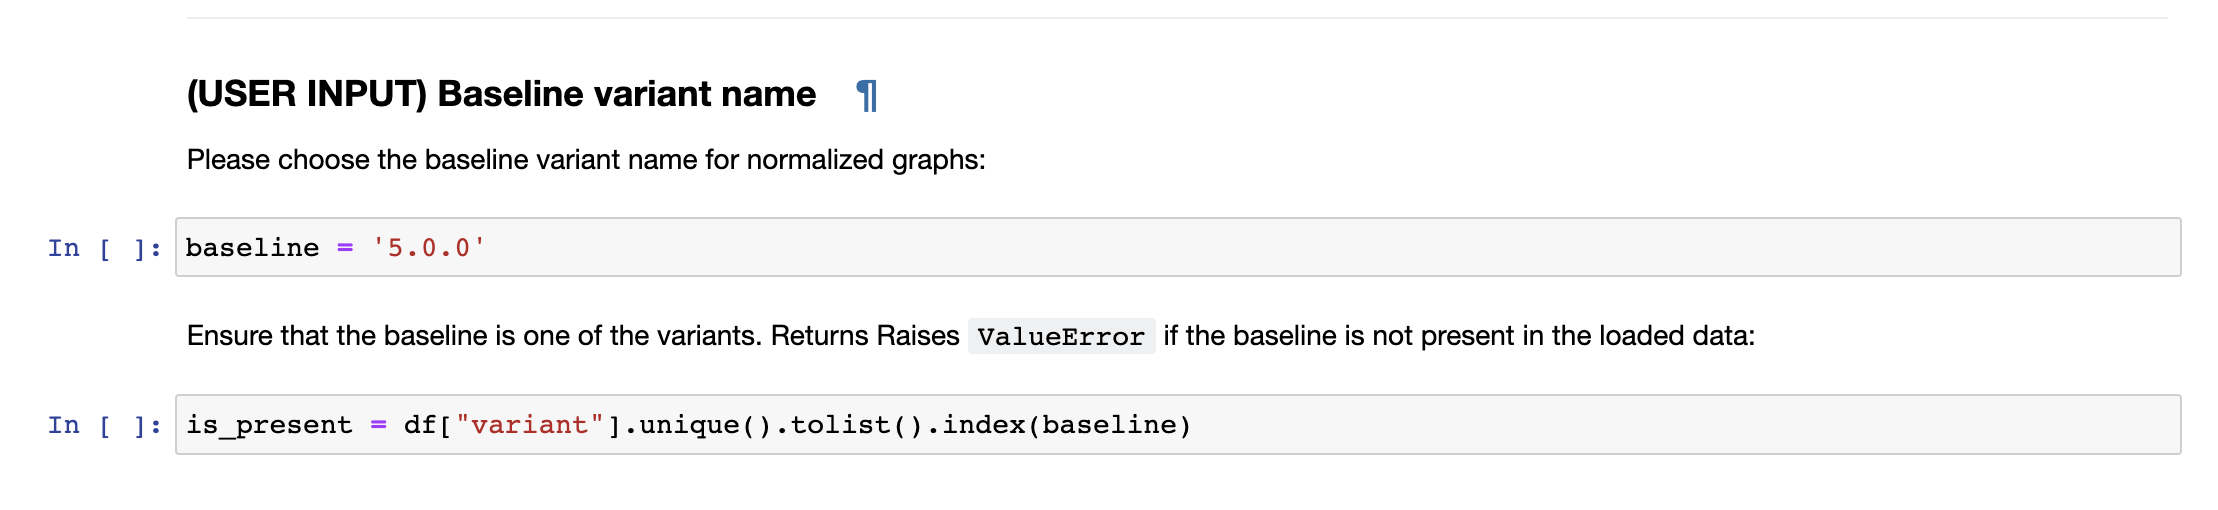 (USER INPUT) Baseline variant name ¶
Please choose the baseline variant name for normalized graphs:
In [ ]: baseline = '5.0.0'
Ensure that the baseline is one of the variants. Returns Raises ValueError if the baseline is not present in the loaded data:
In [ ]: is_present = df["variant"].unique().tolist().index(baseline)